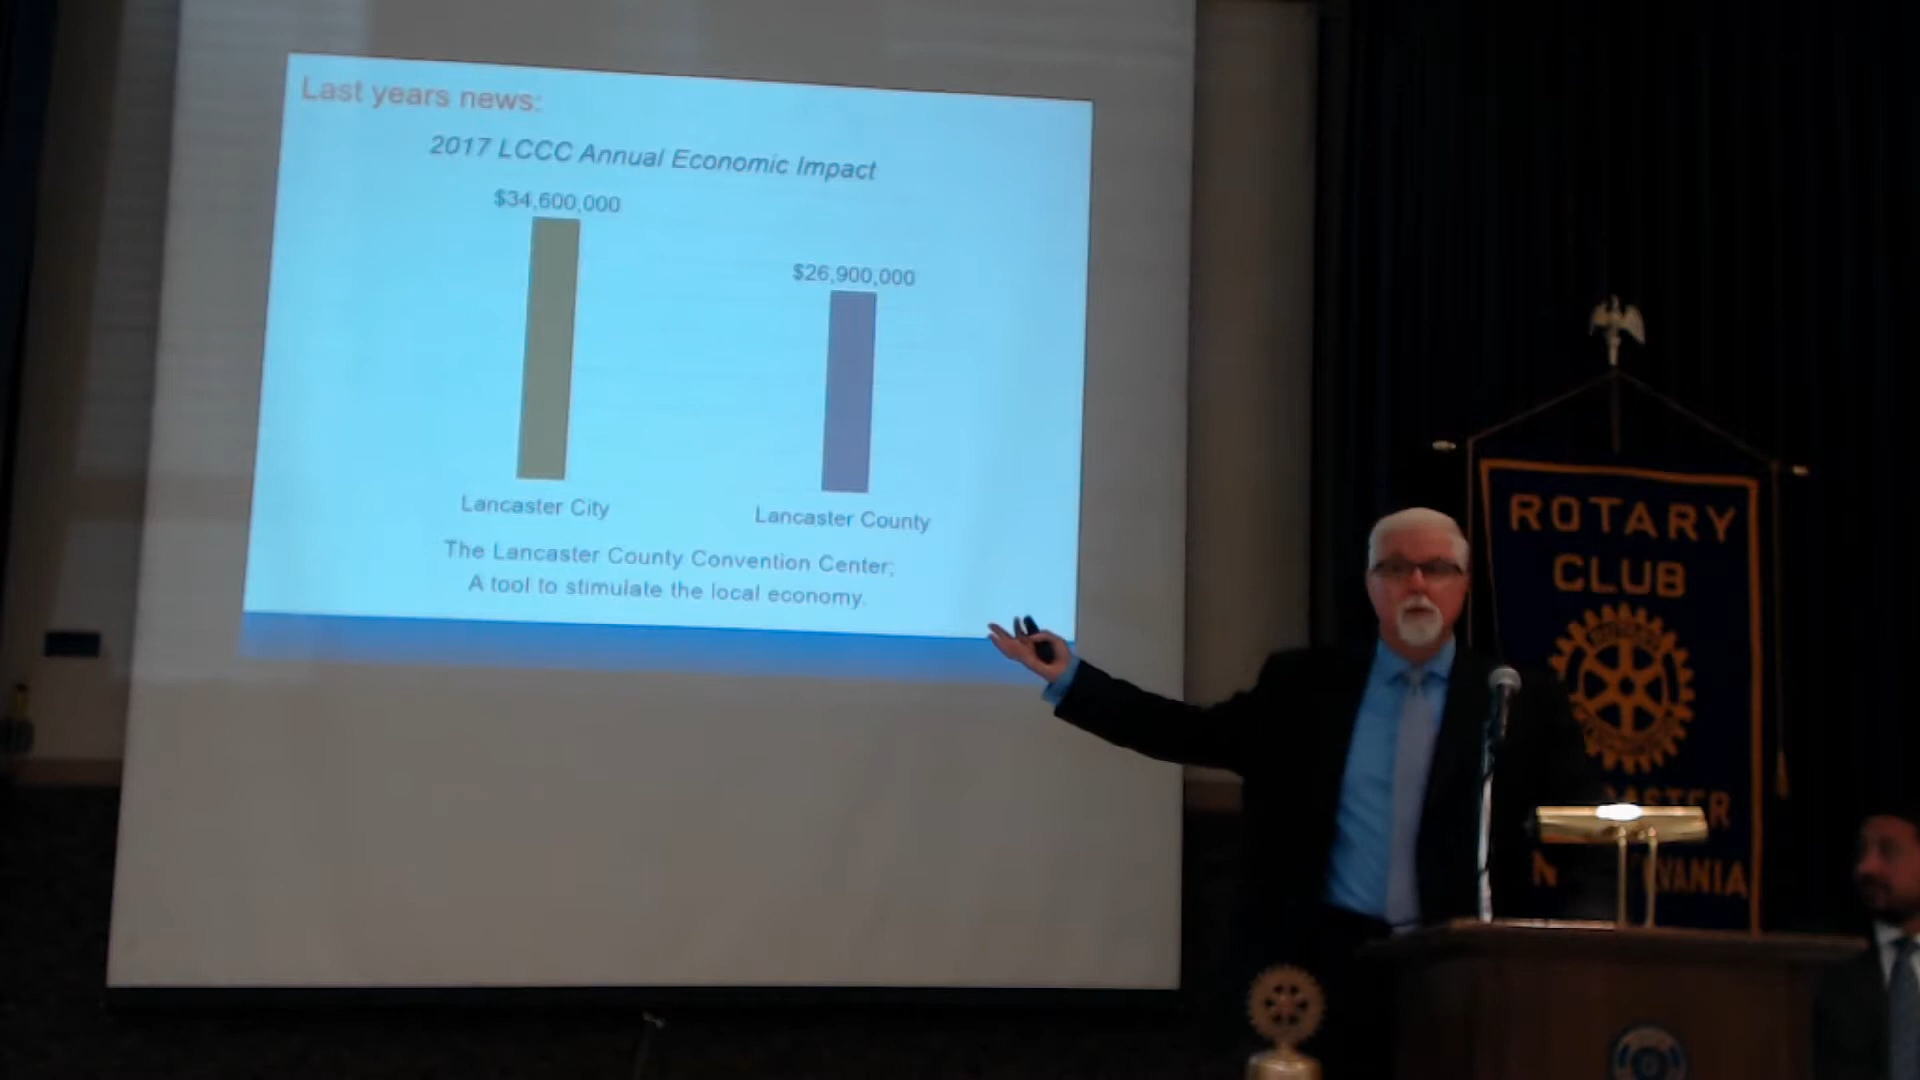 Last years news:
2017 LCCC Annual Economic Impact
$34,600,000
$26,900,000
Lancaster City
Lancaster County
The Lancaster County Convention Center;
A tool to stimulate the local economy.
ROTARY
CLUB